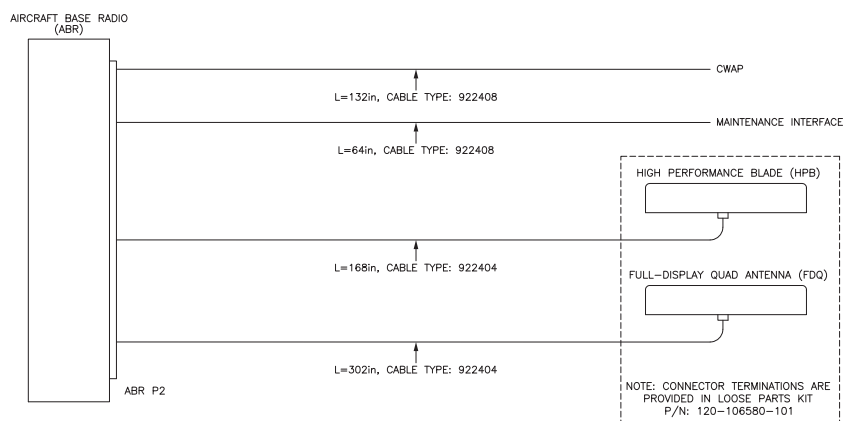 AIRCRAFT BASE RADIO
(ABR)
CWAP
L=132in, CABLE TYPE: 922408
MAINTENANCE INTERFACE
L=64in, CABLE TYPE: 922408
HIGH PERFORMANCE BLADE (HPB)
L=168in, CABLE TYPE: 922404
FULL-DISPLAY QUAD ANTENNA (FDQ)
L=302in, CABLE TYPE: 922404
ABR P2
NOTE: CONNECTOR TERMINATIONS ARE
PROVIDED IN LOOSE PARTS KIT
P/N: 120-106580-101